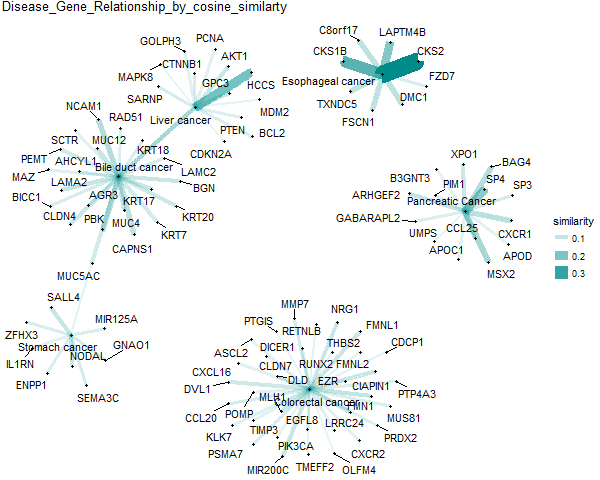 Disease_Gene_Relationship_by_cosine_similarty
C8orf17
LAPTM4B
CKS1B
CKS2
Esophageal cancer
FZD7
TXNDC5
DMC1
FSCN1
GOLPH3
PCNA
CTNNB1
AKT1
MAPK8
GPC3
HCCS
SARNP
MDM2
Liver cancer
PTEN
BCL2
CDKN2A
NCAM1
RAD51
SCTR
MUC12
KRT18
PEMT
AHCYL1
Bile duct cancer
LAMC2
MAZ
LAMA2
BGN
BICC1
AGR3
KRT17
CLDN4
PBK
MUC4
KRT20
KRT7
CAPNS1
MUC5AC
XPO1
BAG4
B3GNT3
PIM1
SP4
SP3
ARHGEF2
Pancreatic Cancer
GABARAPL2
UMPS
CCL25
CXCR1
APOC1
APOD
MSX2
similarity
0.1
0.2
0.3
SALL4
MIR125A
ZFHX3
Stomach cancer
GNAO1
IL1RN
NODAL
ENPP1
SEMA3C
MMP7
NRG1
PTGIS
RETNLB
FMNL1
DICER1
THBS2
CDCP1
ASCL2
CLDN7
RUNX2
FMNL2
CXCL16
DLD
EZR
CIAPIN1
DVL1
PTP4A3
MLH1
Colorectal cancer
TMN1
CCL20
POMP
EGFL8
LRRC24
MUS81
KLK7
TIMP3
PRDX2
PSMA7
PIK3CA
CXCR2
MIR200C
TMEFF2
OLFM4